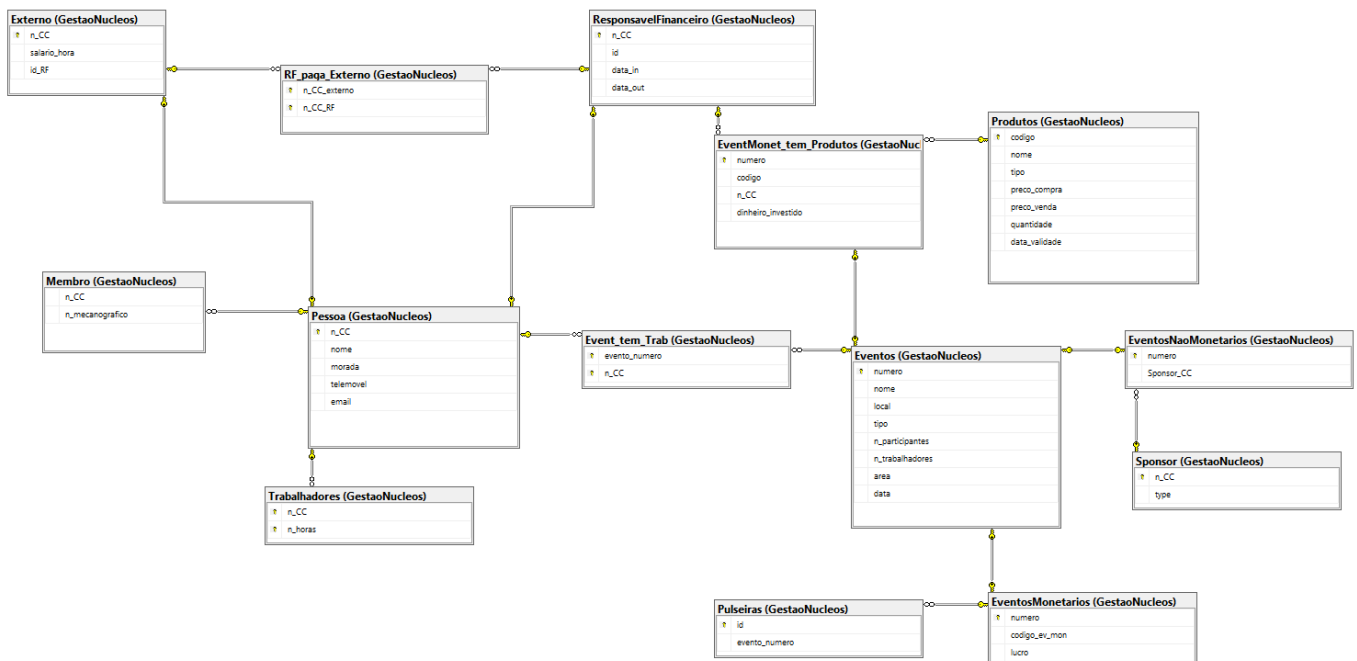 Externo (GestaoNucleos)
n_CC
salario_hora
id_RF
RF_paga_Externo (GestaoNucleos)
n_CC_externo
n_CC_RF
ResponsavelFinanceiro (GestaoNucleos)
n_CC
id
data_in
data_out
EventMonet_tem_Produtos (GestaoNucl
numero
codigo
n_CC
dinheiro_investido
Produtos (GestaoNucleos)
codigo
nome
tipo
preco_compra
preco_venda
quantidade
data_validade
Membro (GestaoNucleos)
n_CC
n_mecanografico
Pessoa (GestaoNucleos)
n_CC
nome
morada
telemovel
email
Event_tem_Trab (GestaoNucleos)
evento_numero
n_CC
Eventos (GestaoNucleos)
numero
nome
local
tipo
n_participantes
n_trabalhadores
area
data
EventosNaoMonetarios (GestaoNucleos)
numero
Sponsor_CC
Sponsor (GestaoNucleos)
n_CC
type
Trabalhadores (GestaoNucleos)
n_CC
n_horas
Pulseiras (GestaoNucleos)
id
evento_numero
EventosMonetarios (GestaoNucleos)
numero
codigo_ev_mon
lucro